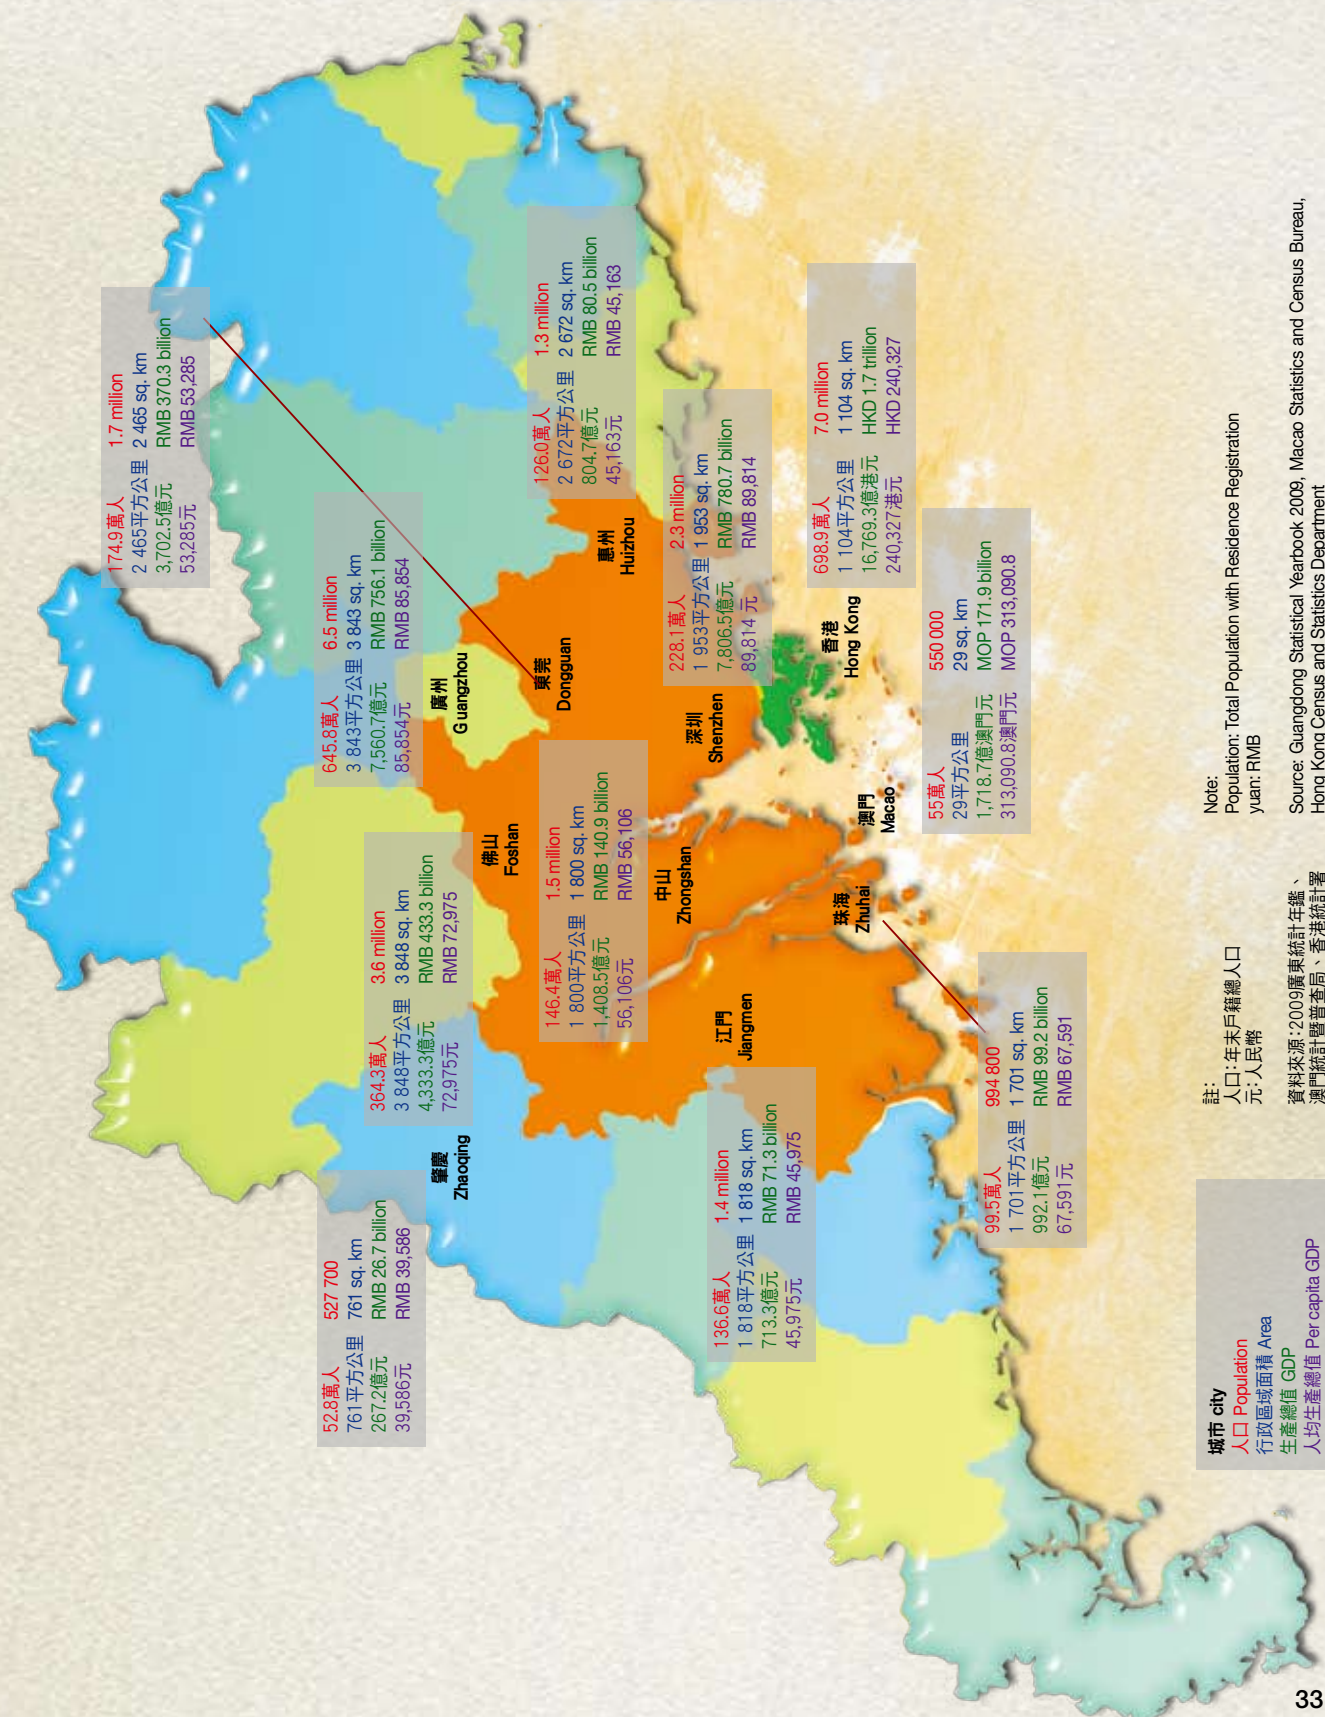 174.9萬人 1.7 million
2 465平方公里 2 465 sq. km
3,702.5億元 RMB 370.3 billion
53,285元 RMB 53,285
645.8萬人 6.5 million
3 843平方公里 3 843 sq. km
7,560.7億元 RMB 756.1 billion
85,854元 RMB 85,854
126.0萬人 1.3 million
2 672平方公里 2 672 sq. km
804.7億元 RMB 80.5 billion
45,163元 RMB 45,163
52.8萬人 527 700
761平方公里 761 sq. km
267.2億元 RMB 26.7 billion
39,586元 RMB 39,586
364.3萬人 3.6 million
3 848平方公里 3 848 sq. km
4,333.3億元 RMB 433.3 billion
72,975元 RMB 72,975
肇慶
Zhaoqing
廣州
Guangzhou
佛山
Foshan
東莞
Dongguan
惠州
Huizhou
146.4萬人 1.5 million
1 800平方公里 1 800 sq. km
1,408.5億元 RMB 140.9 billion
56,106元 RMB 56,106
228.1萬人 2.3 million
1 953平方公里 1 953 sq. km
7,806.5億元 RMB 780.7 billion
89,814 元 RMB 89,814
中山
Zhongshan
深圳
Shenzhen
江門
Jiangmen
136.6萬人 1.4 million
1 818平方公里 1 818 sq. km
713.3億元 RMB 71.3 billion
45,975元 RMB 45,975
698.9萬人 7.0 million
1 104平方公里 1 104 sq. km
16,769.3億港元 HKD 1.7 trillion
240,327港元 HKD 240,327
香港
Hong Kong
珠海
Zhuhai
澳門
Macao
55萬人 550 000
29平方公里 29 sq. km
1,718.7億澳門元 MOP 171.9 billion
313,090.8澳門元 MOP 313,090.8
99.5萬人 994 800
1 701平方公里 1 701 sq. km
992.1億元 RMB 99.2 billion
67,591元 RMB 67,591
城市 city
人口 Population
行政區域面積 Area
生產總值 GDP
人均生產總值 Per capita GDP
註:
人口:年末戶籍總人口
元:人民幣
資料來源:2009廣東統計年鑑、
澳門統計暨普查局、香港統計署
Note:
Population: Total Population with Residence Registration
yuan: RMB
Source: Guangdong Statistical Yearbook 2009, Macao Statistics and Census Bureau,
Hong Kong Census and Statistics Department
33